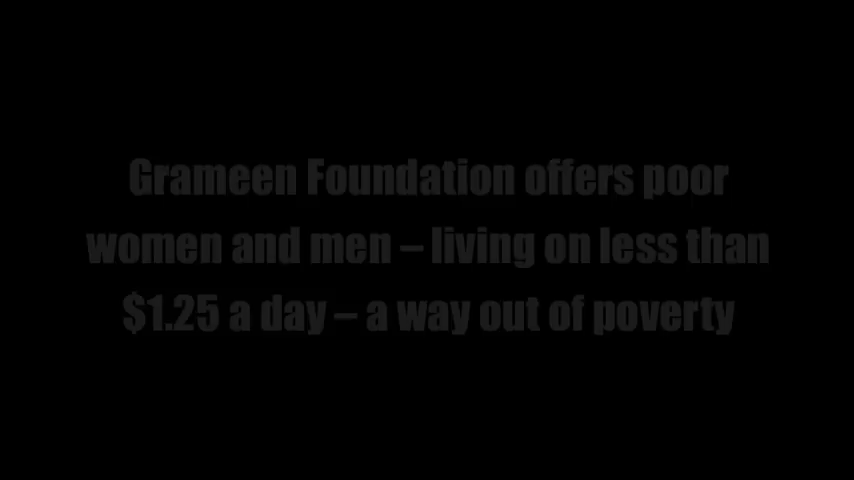 Grameen Foundation offers poor
women and men – living on less than
$1.25 a day – a way out of poverty